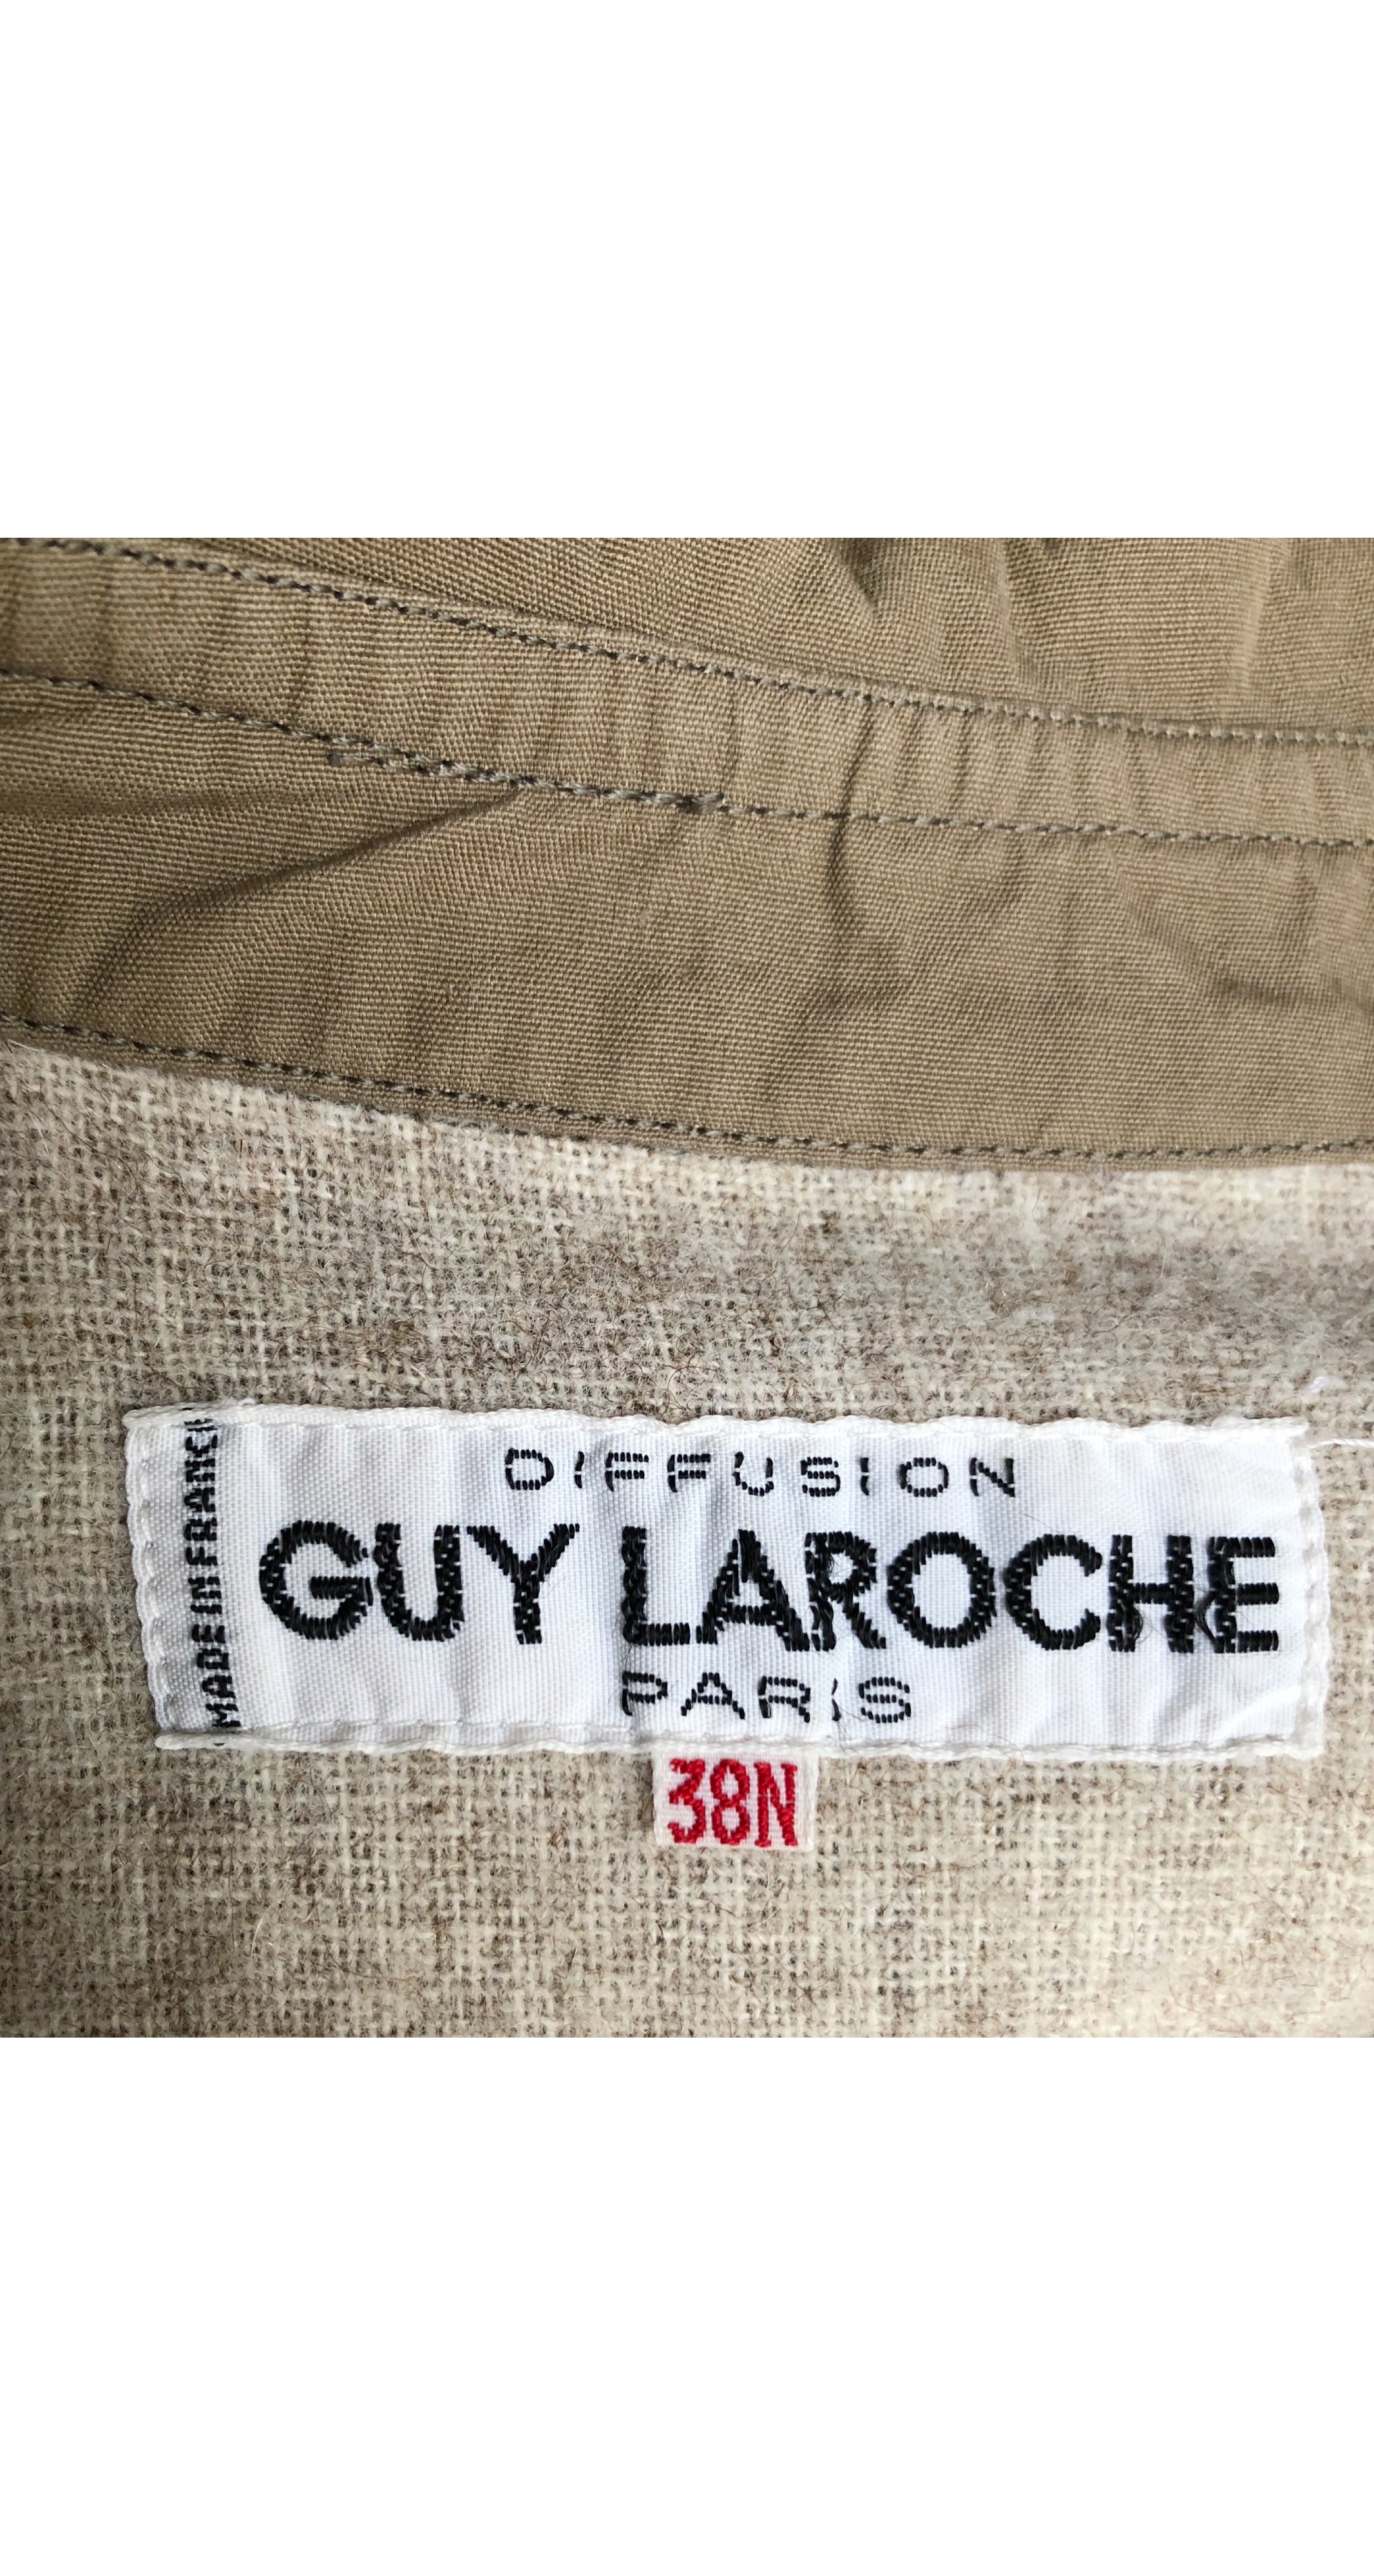 DIFFUSION
GUY LAROCHE
PARIS
MADE IN FRANCE
38N